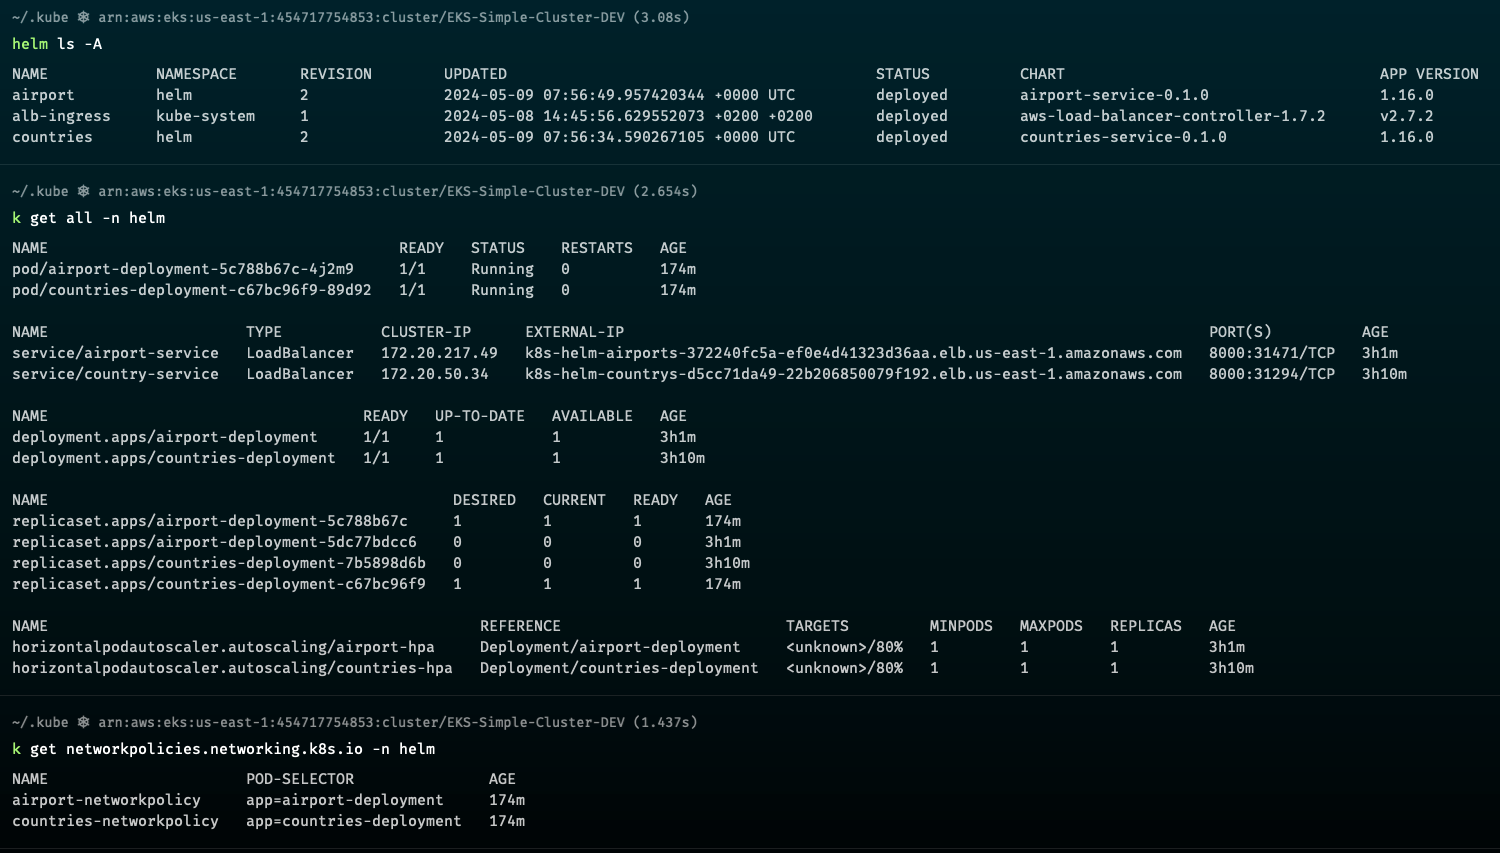 ~/.kube ⎈ arn:aws:eks:us-east-1:454717754853:cluster/EKS-Simple-Cluster-DEV (3.08s)
helm ls -A
NAME NAMESPACE REVISION UPDATED STATUS CHART APP VERSION
airport helm 2 2024-05-09 07:56:49.957420344 +0000 UTC deployed airport-service-0.1.0 1.16.0
alb-ingress kube-system 1 2024-05-08 14:45:56.629552073 +0200 +0200 deployed aws-load-balancer-controller-1.7.2 v2.7.2
countries helm 2 2024-05-09 07:56:34.590267105 +0000 UTC deployed countries-service-0.1.0 1.16.0
~/.kube ⎈ arn:aws:eks:us-east-1:454717754853:cluster/EKS-Simple-Cluster-DEV (2.654s)
k get all -n helm
NAME READY STATUS RESTARTS AGE
pod/airport-deployment-5c788b67c-4j2m9 1/1 Running 0 174m
pod/countries-deployment-c67bc96f9-89d92 1/1 Running 0 174m
NAME TYPE CLUSTER-IP EXTERNAL-IP PORT(S) AGE
service/airport-service LoadBalancer 172.20.217.49 k8s-helm-airports-372240fc5a-ef0e4d41323d36aa.elb.us-east-1.amazonaws.com 8000:31471/TCP 3h1m
service/country-service LoadBalancer 172.20.50.34 k8s-helm-countrys-d5cc71da49-22b206850079f192.elb.us-east-1.amazonaws.com 8000:31294/TCP 3h10m
NAME READY UP-TO-DATE AVAILABLE AGE
deployment.apps/airport-deployment 1/1 1 1 3h1m
deployment.apps/countries-deployment 1/1 1 1 3h10m
NAME DESIRED CURRENT READY AGE
replicaset.apps/airport-deployment-5c788b67c 1 1 1 174m
replicaset.apps/airport-deployment-5dc77bdcc6 0 0 0 3h1m
replicaset.apps/countries-deployment-7b5898d6b 0 0 0 3h10m
replicaset.apps/countries-deployment-c67bc96f9 1 1 1 174m
NAME REFERENCE TARGETS MINPODS MAXPODS REPLICAS AGE
horizontalpodautoscaler.autoscaling/airport-hpa Deployment/airport-deployment <unknown>/80% 1 1 1 3h1m
horizontalpodautoscaler.autoscaling/countries-hpa Deployment/countries-deployment <unknown>/80% 1 1 1 3h10m
~/.kube ⎈ arn:aws:eks:us-east-1:454717754853:cluster/EKS-Simple-Cluster-DEV (1.437s)
k get networkpolicies.networking.k8s.io -n helm
NAME POD-SELECTOR AGE
airport-networkpolicy app=airport-deployment 174m
countries-networkpolicy app=countries-deployment 174m